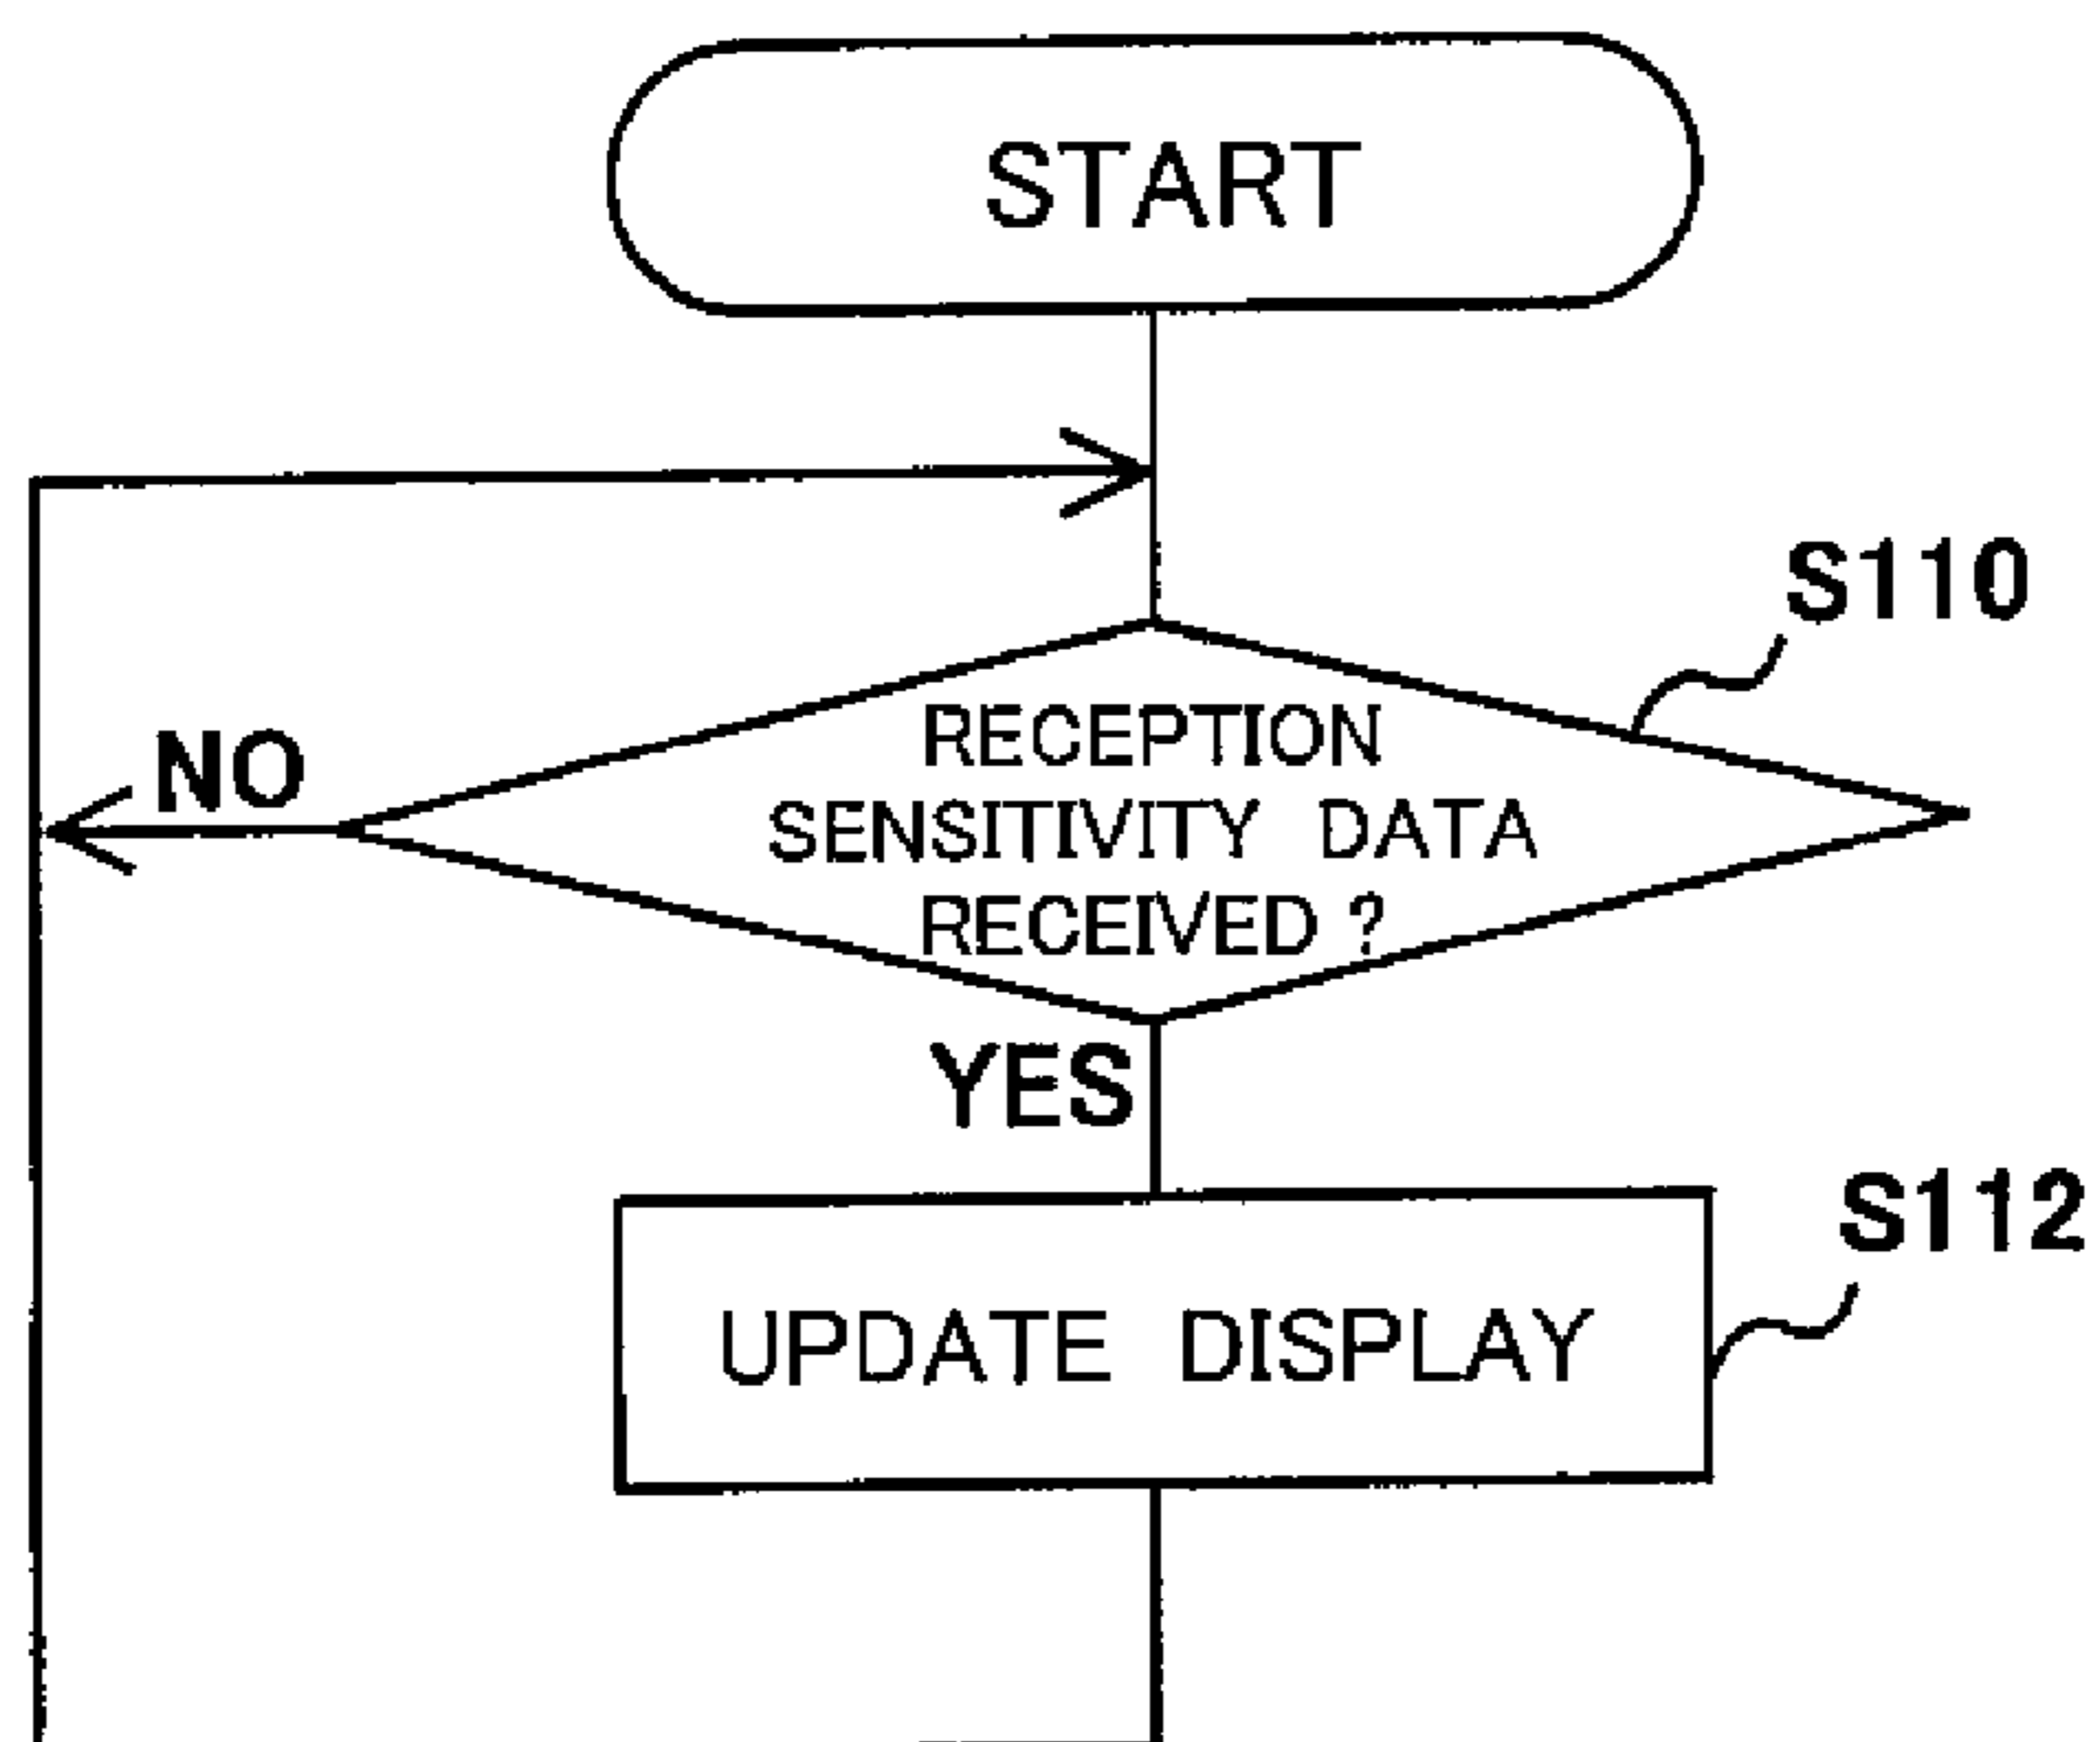 START
S110
RECEPTION
SENSITIVITY DATA
RECEIVED ?
NO
YES
S112
UPDATE DISPLAY